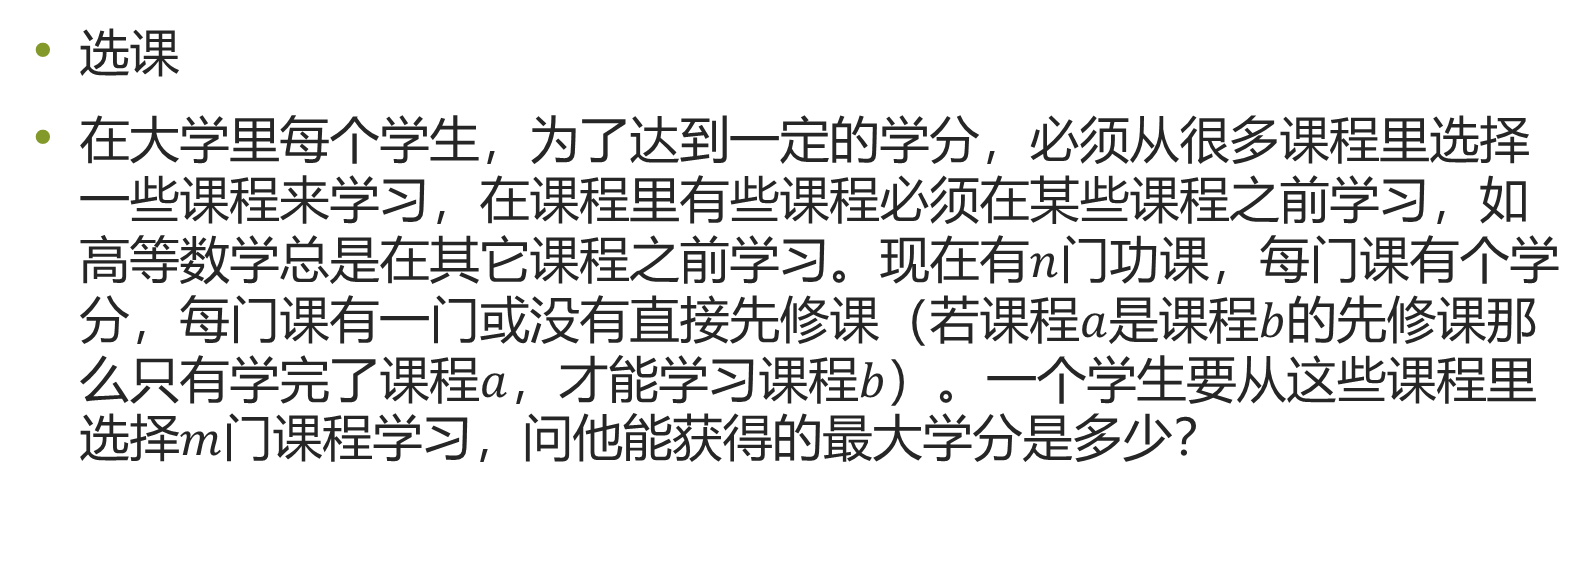 • 选课
• 在大学里每个学生，为了达到一定的学分，必须从很多课程里选择
一些课程来学习，在课程里有些课程必须在某些课程之前学习，如
高等数学总是在其它课程之前学习。现在有n门功课，每门课有个学
分，每门课有一门或没有直接先修课（若课程a是课程b的先修课那
么只有学完了课程a，才能学习课程b）。一个学生要从这些课程里
选择m门课程学习，问他能获得的最大学分是多少？